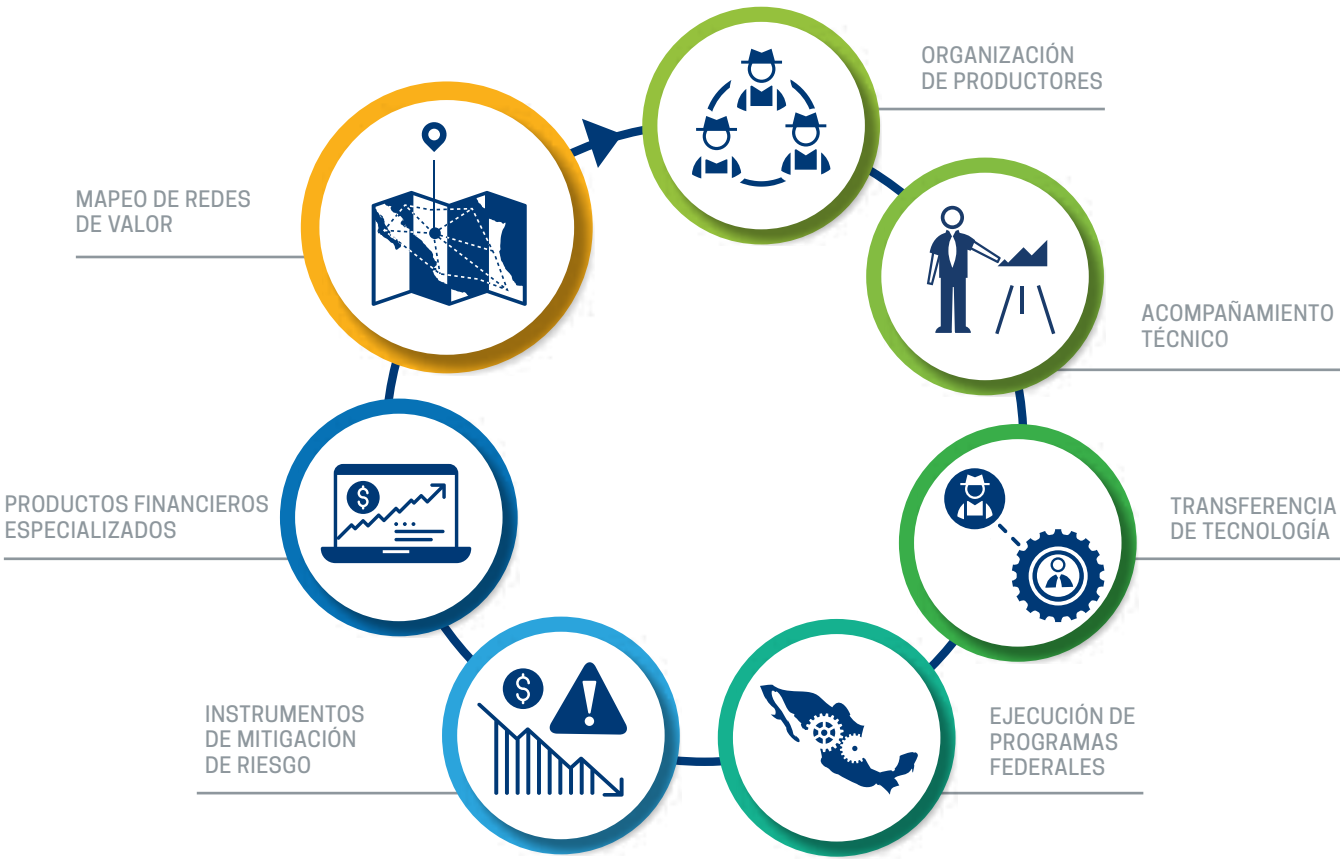 MAPEO DE REDES
DE VALOR
ORGANIZACIÓN
DE PRODUCTORES
ACOMPAÑAMIENTO
TÉCNICO
TRANSFERENCIA
DE TECNOLOGÍA
EJECUCIÓN DE
PROGRAMAS
FEDERALES
INSTRUMENTOS
DE MITIGACIÓN
DE RIESGO
$
PRODUCTOS FINANCIEROS
ESPECIALIZADOS
$